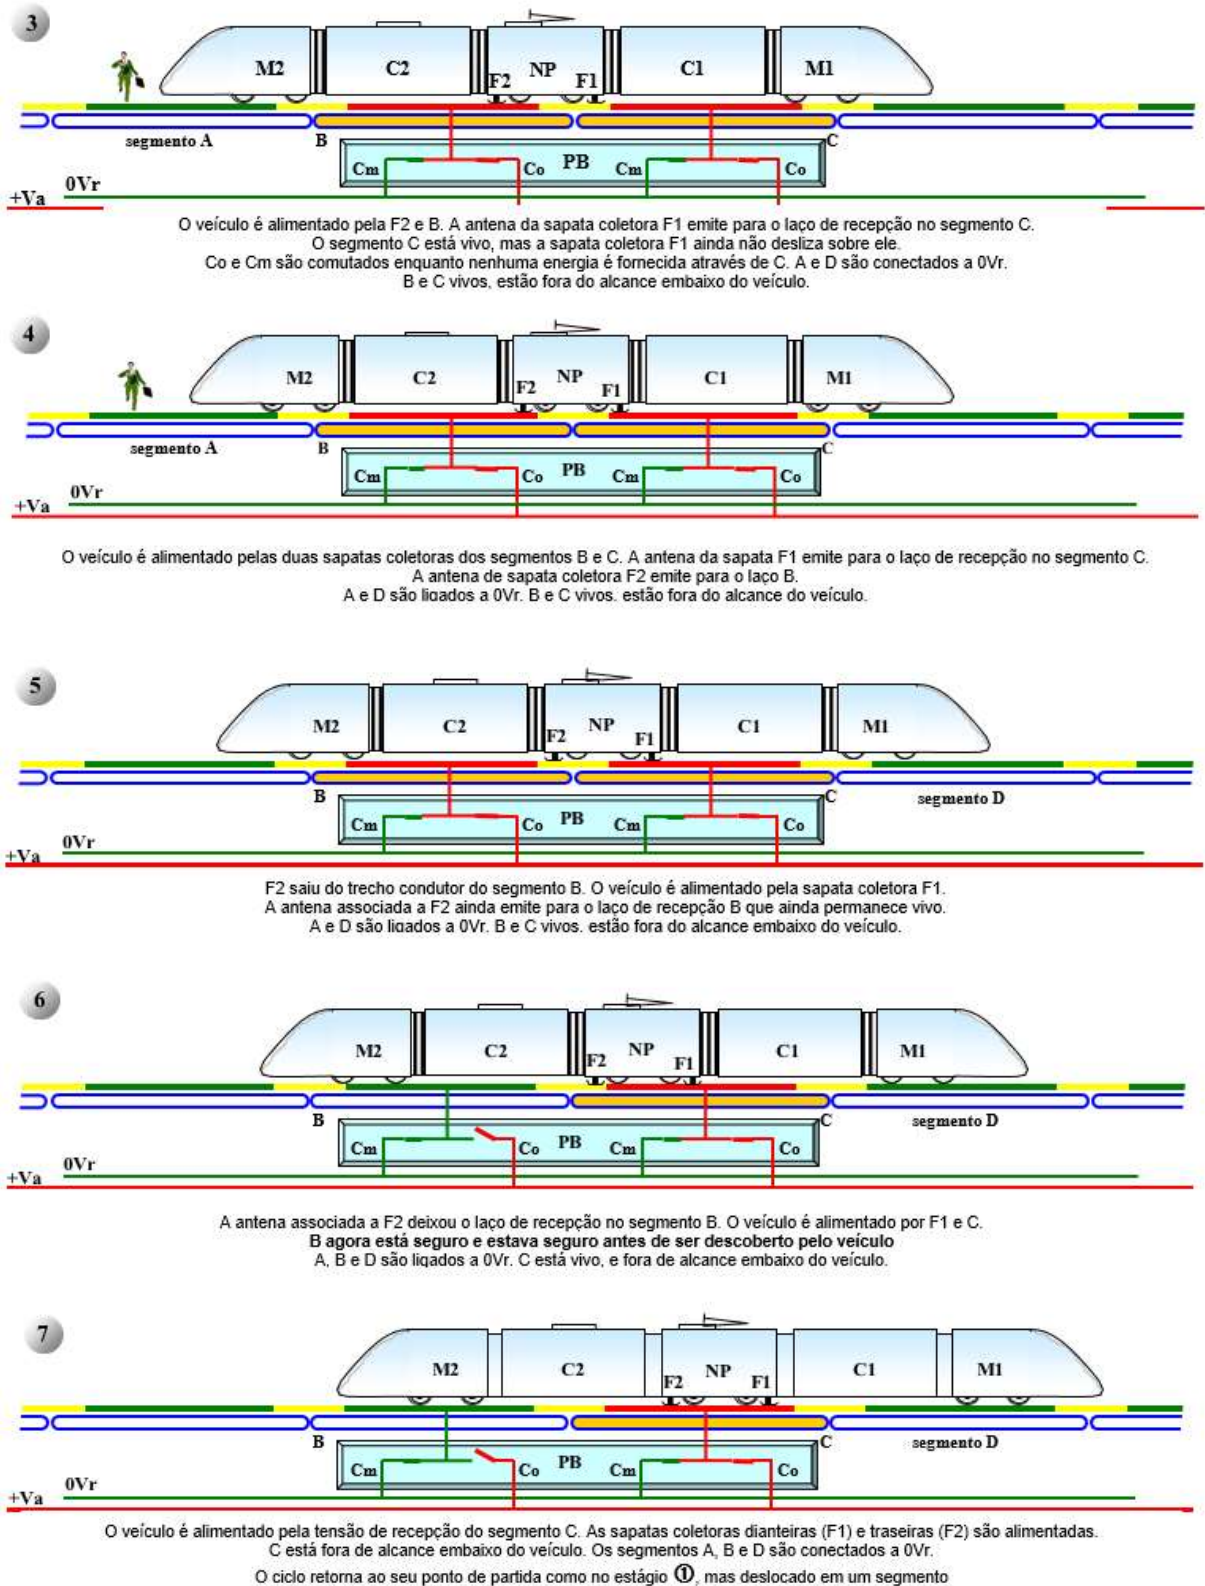 3
M2 C2 F2 NP F1 C1 M1
segmento A B C
Cm Co PB Cm Co
0Vr
+Va
O veículo é alimentado pela F2 e B. A antena da sapata coletora F1 emite para o laço de recepção no segmento C.
O segmento C está vivo, mas a sapata coletora F1 ainda não desliza sobre ele.
Co e Cm são comutados enquanto nenhuma energia é fornecida através de C. A e D são conectados a 0Vr.
B e C vivos, estão fora do alcance embaixo do veículo.
4
M2 C2 F2 NP F1 C1 M1
segmento A B C
Cm Co PB Cm Co
0Vr
+Va
O veículo é alimentado pelas duas sapatas coletoras dos segmentos B e C. A antena da sapata F1 emite para o laço de recepção no segmento C.
A antena de sapata coletora F2 emite para o laço B.
A e D são ligados a 0Vr. B e C vivos. estão fora do alcance do veículo.
5
M2 C2 F2 NP F1 C1 M1
B C segmento D
Cm Co PB Cm Co
0Vr
+Va
F2 saiu do trecho condutor do segmento B. O veículo é alimentado pela sapata coletora F1.
A antena associada a F2 ainda emite para o laço de recepção B que ainda permanece vivo.
A e D são ligados a 0Vr. B e C vivos. estão fora do alcance embaixo do veículo.
6
M2 C2 F2 NP F1 C1 M1
B C segmento D
Cm Co PB Cm Co
0Vr
+Va
A antena associada a F2 deixou o laço de recepção no segmento B. O veículo é alimentado por F1 e C.
B agora está seguro e estava seguro antes de ser descoberto pelo veículo
A, B e D são ligados a 0Vr. C está vivo, e fora de alcance embaixo do veículo.
7
M2 C2 F2 NP F1 C1 M1
B C segmento D
Cm Co PB Cm Co
0Vr
+Va
O veículo é alimentado pela tensão de recepção do segmento C. As sapatas coletoras dianteiras (F1) e traseiras (F2) são alimentadas.
C está fora de alcance embaixo do veículo. Os segmentos A, B e D são conectados a 0Vr.
O ciclo retorna ao seu ponto de partida como no estágio ①, mas deslocado em um segmento